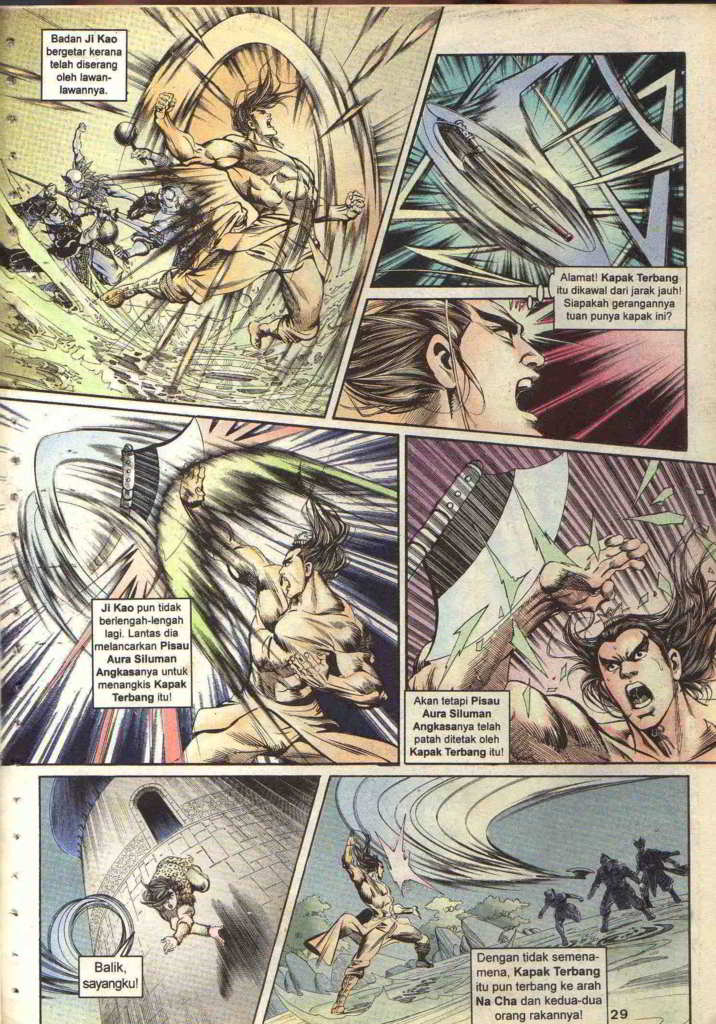 Badan Ji Kao
bergetar kerana
telah diserang
oleh lawan-
lawannya.
Alamat! Kapak Terbang
itu dikawal dari jarak jauh!
Siapakah gerangannya
tuan punya kapak ini?
Ji Kao pun tidak
berlengah-lengah
lagi. Lantas dia
melancarkan Pisau
Aura Siluman
Angkasanya untuk
menangkis Kapak
Terbang itu!
Akan tetapi Pisau
Aura Siluman
Angkasanya telah
patah ditetak oleh
Kapak Terbang itu!
Balik,
sayangku!
Dengan tidak semena-
mena, Kapak Terbang
itu pun terbang ke arah
Na Cha dan kedua-dua
orang rakannya!
29